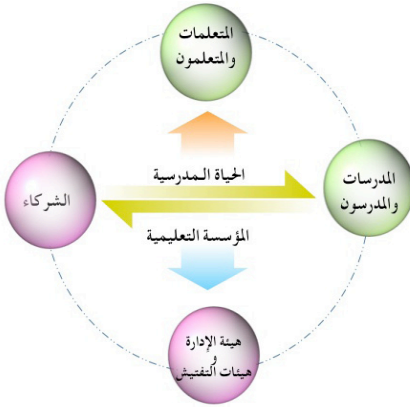 المتعلمات
والمتعلمون
الحياة المدرسية
المدرسات
والمدرسون
الشركاء
المؤسسة التعليمية
هيئة الإدارة
و
هيئات التفتيش